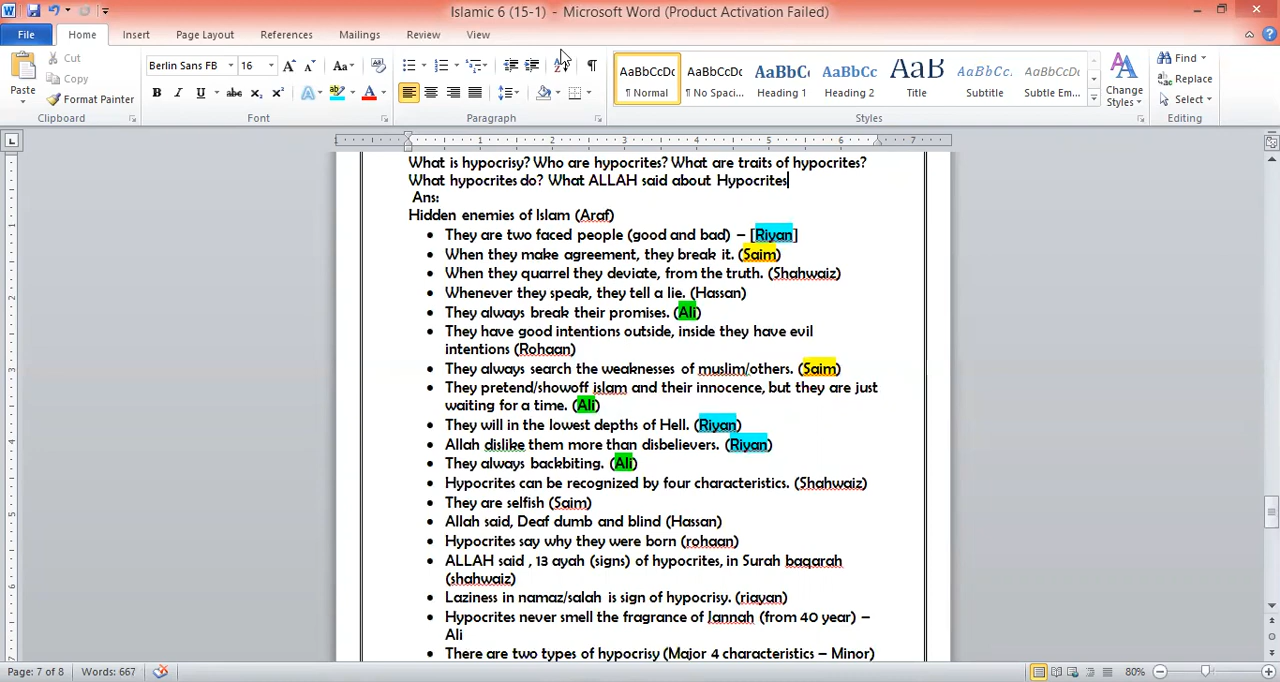 Islamic 6 (15-1) - Microsoft Word (Product Activation Failed)
File Home Insert Page Layout References Mailings Review View
Paste Cut Copy Format Painter Clipboard
Berlin Sans FB 16 Font
Paragraph
AaBbCcDc AaBbCcDc AaBbC AaBbCc AaB AaBbCc. AaBbCcDc
¶ Normal ¶ No Spaci... Heading 1 Heading 2 Title Subtitle Subtle Em...
Change Styles Styles
Find Replace Select Editing
1 2 3 4 5 6 7
What is hypocrisy? Who are hypocrites? What are traits of hypocrites?
What hypocrites do? What ALLAH said about Hypocrites
Ans:
Hidden enemies of Islam (Araf)
• They are two faced people (good and bad) – [Riyan]
• When they make agreement, they break it. (Saim)
• When they quarrel they deviate, from the truth. (Shahwaiz)
• Whenever they speak, they tell a lie. (Hassan)
• They always break their promises. (Ali)
• They have good intentions outside, inside they have evil
intentions (Rohaan)
• They always search the weaknesses of muslim/others. (Saim)
• They pretend/showoff islam and their innocence, but they are just
waiting for a time. (Ali)
• They will in the lowest depths of Hell. (Riyan)
• Allah dislike them more than disbelievers. (Riyan)
• They always backbiting. (Ali)
• Hypocrites can be recognized by four characteristics. (Shahwaiz)
• They are selfish (Saim)
• Allah said, Deaf dumb and blind (Hassan)
• Hypocrites say why they were born (rohaan)
• ALLAH said , 13 ayah (signs) of hypocrites, in Surah baqarah
(shahwaiz)
• Laziness in namaz/salah is sign of hypocrisy. (riayan)
• Hypocrites never smell the fragrance of Jannah (from 40 year) –
Ali
• There are two types of hypocrisy (Major 4 characteristics – Minor)
Page: 7 of 8 Words: 667 80%